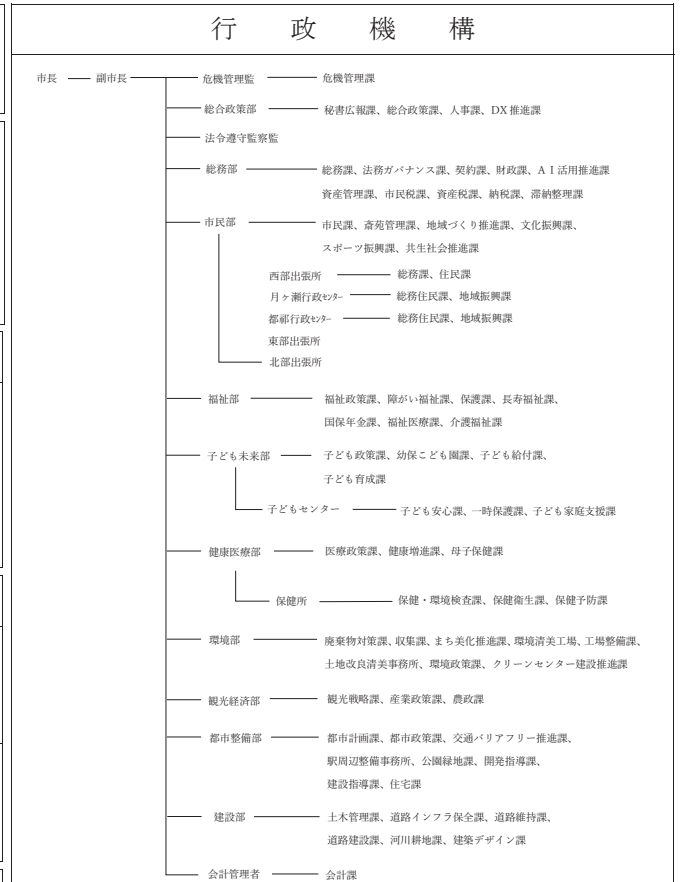 行政機構
市長 副市長 危機管理監 危機管理課
総合政策部 秘書広報課、総合政策課、人事課、DX推進課
法令遵守監察監
総務部 総務課、法務ガバナンス課、契約課、財政課、ＡＩ活用推進課
資産管理課、市民税課、資産税課、納税課、滞納整理課
市民部 市民課、斎苑管理課、地域づくり推進課、文化振興課、
スポーツ振興課、共生社会推進課
西部出張所 総務課、住民課
月ヶ瀬行政センター 総務住民課、地域振興課
都祁行政センター 総務住民課、地域振興課
東部出張所
北部出張所
福祉部 福祉政策課、障がい福祉課、保護課、長寿福祉課、
国保年金課、福祉医療課、介護福祉課
子ども未来部 子ども政策課、幼保こども園課、子ども給付課、
子ども育成課
子どもセンター 子ども安心課、一時保護課、子ども家庭支援課
健康医療部 医療政策課、健康増進課、母子保健課
保健所 保健・環境検査課、保健衛生課、保健予防課
環境部 廃棄物対策課、収集課、まち美化推進課、環境清美工場、工場整備課、
土地改良清美事務所、環境政策課、クリーンセンター建設推進課
観光経済部 観光戦略課、産業政策課、農政課
都市整備部 都市計画課、都市政策課、交通バリアフリー推進課、
駅周辺整備事務所、公園緑地課、開発指導課、
建設指導課、住宅課
建設部 土木管理課、道路インフラ保全課、道路維持課、
道路建設課、河川耕地課、建築デザイン課
会計管理者 会計課